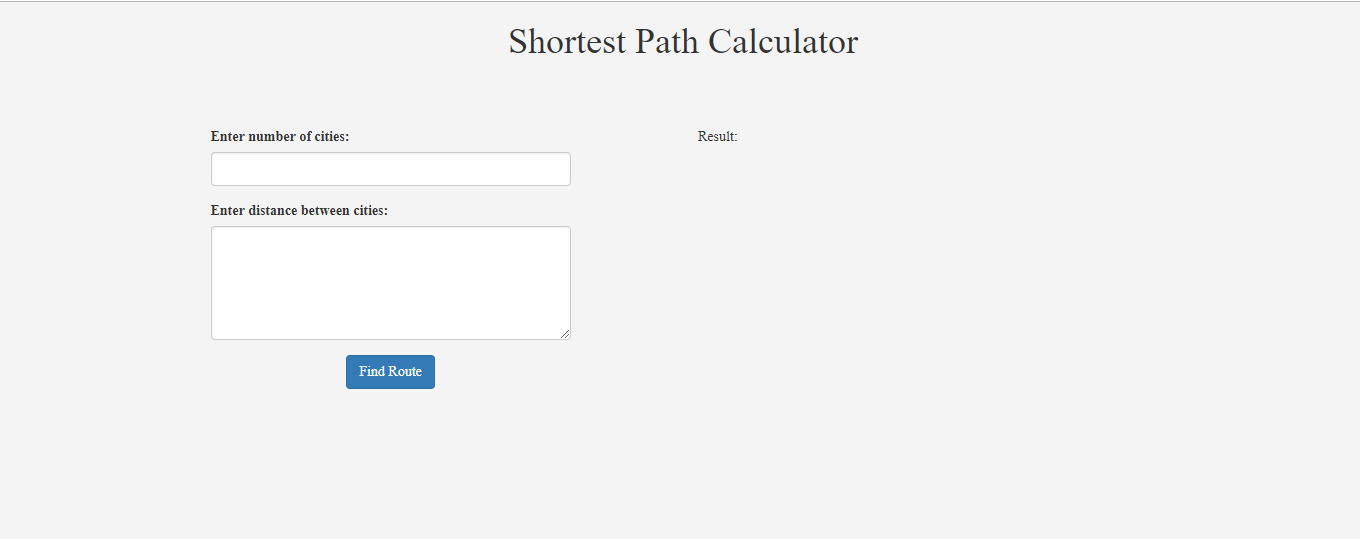 Shortest Path Calculator
Enter number of cities:
Result:
Enter distance between cities:
Find Route